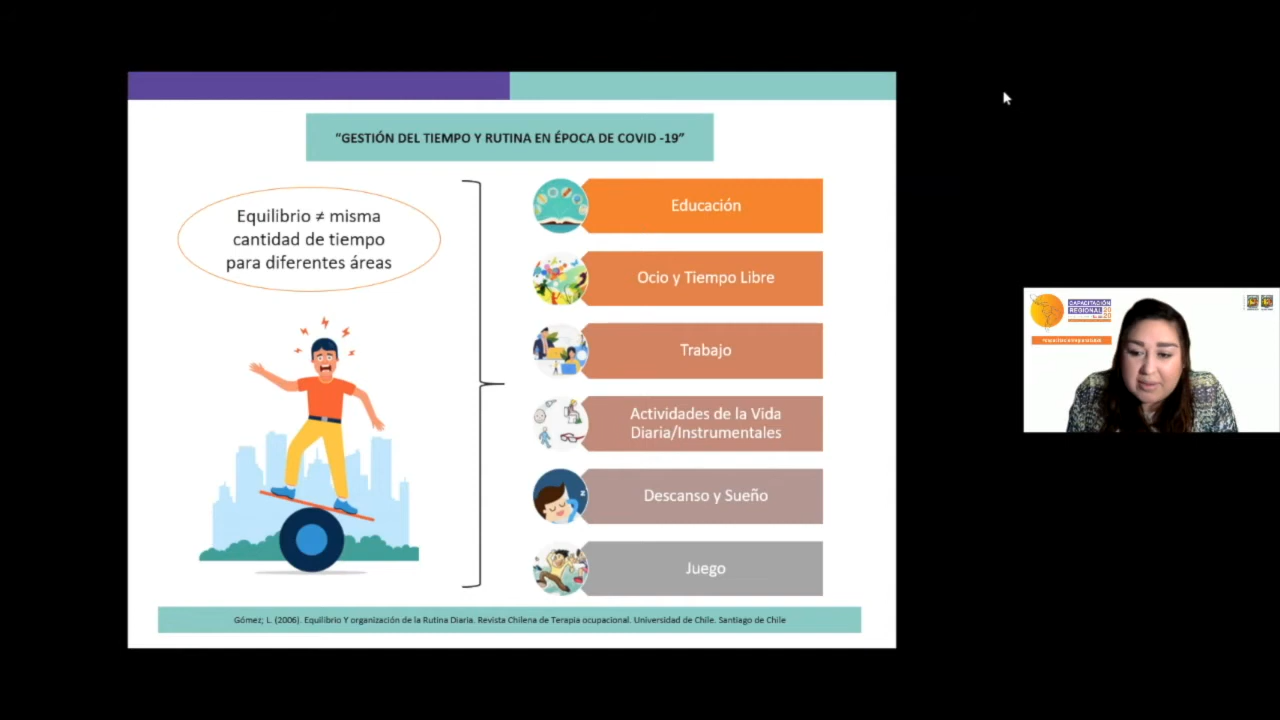 “GESTIÓN DEL TIEMPO Y RUTINA EN ÉPOCA DE COVID -19”
Equilibrio ≠ misma
cantidad de tiempo
para diferentes áreas
Educación
Ocio y Tiempo Libre
Trabajo
Actividades de la Vida
Diaria/Instrumentales
Descanso y Sueño
Juego
Gómez; L. (2006). Equilibrio Y organización de la Rutina Diaria. Revista Chilena de Terapia ocupacional. Universidad de Chile. Santiago de Chile
CAPACITACIÓN
REGIONAL